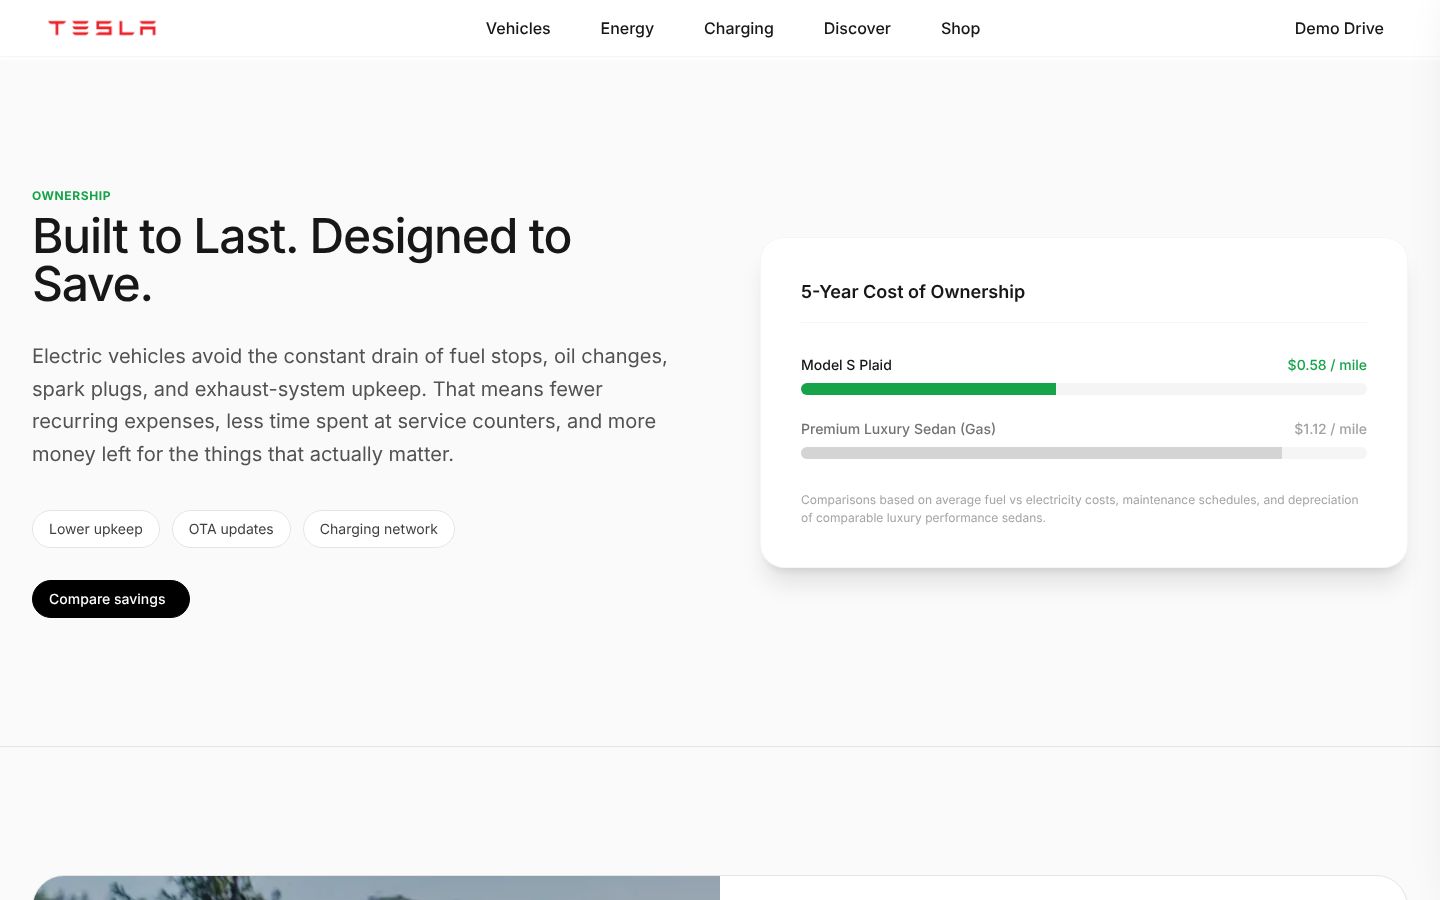 TESLA
Vehicles
Energy
Charging
Discover
Shop
Demo Drive
OWNERSHIP
Built to Last. Designed to
Save.
Electric vehicles avoid the constant drain of fuel stops, oil changes,
spark plugs, and exhaust-system upkeep. That means fewer
recurring expenses, less time spent at service counters, and more
money left for the things that actually matter.
Lower upkeep
OTA updates
Charging network
Compare savings
5-Year Cost of Ownership
Model S Plaid
$0.58 / mile
Premium Luxury Sedan (Gas)
$1.12 / mile
Comparisons based on average fuel vs electricity costs, maintenance schedules, and depreciation
of comparable luxury performance sedans.